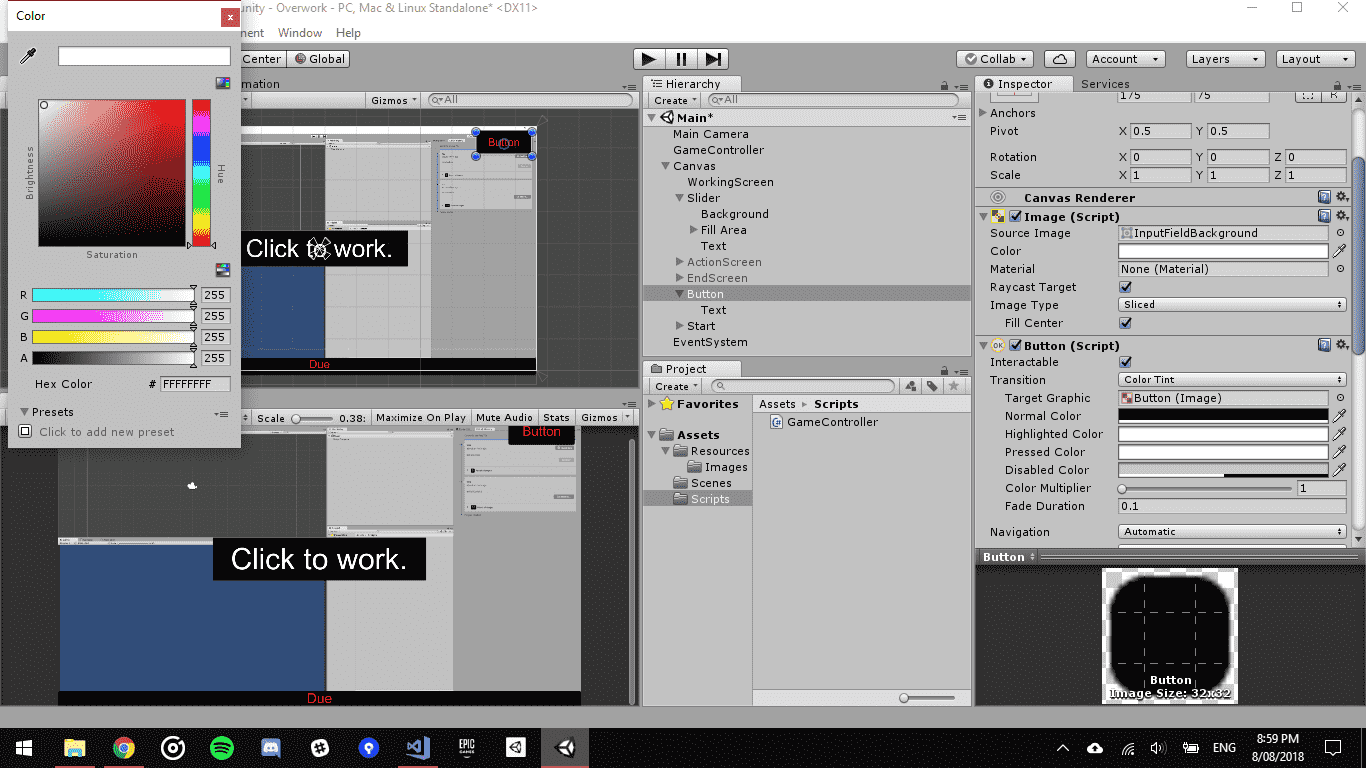 Color
unity - Overwork - PC, Mac & Linux Standalone* <DX11>
Window Help
Center Global
Collab Account Layers Layout
Gizmos All
Button
Click to work.
Due
Brightness
Hue
Saturation
R 255
G 255
B 255
A 255
Hex Color # FFFFFFFF
Presets
Click to add new preset
Scale 0.38: Maximize On Play Mute Audio Stats Gizmos
Button
Click to work.
Due
Hierarchy
Create All
Main*
Main Camera
GameController
Canvas
WorkingScreen
Slider
Background
Fill Area
Text
ActionScreen
EndScreen
Button
Text
Start
EventSystem
Project
Create
Favorites
Assets
Resources
Images
Scenes
Scripts
Assets Scripts
GameController
Inspector Services
175 75 R
Anchors
Pivot X 0.5 Y 0.5
Rotation X 0 Y 0 Z 0
Scale X 1 Y 1 Z 1
Canvas Renderer
Image (Script)
Source Image InputFieldBackground
Color
Material None (Material)
Raycast Target
Image Type Sliced
Fill Center
Button (Script)
Interactable
Transition Color Tint
Target Graphic Button (Image)
Normal Color
Highlighted Color
Pressed Color
Disabled Color
Color Multiplier 1
Fade Duration 0.1
Navigation Automatic
Button
Button
Image Size: 32x32
EPIC
GAMES
ENG
8:59 PM
8/08/2018